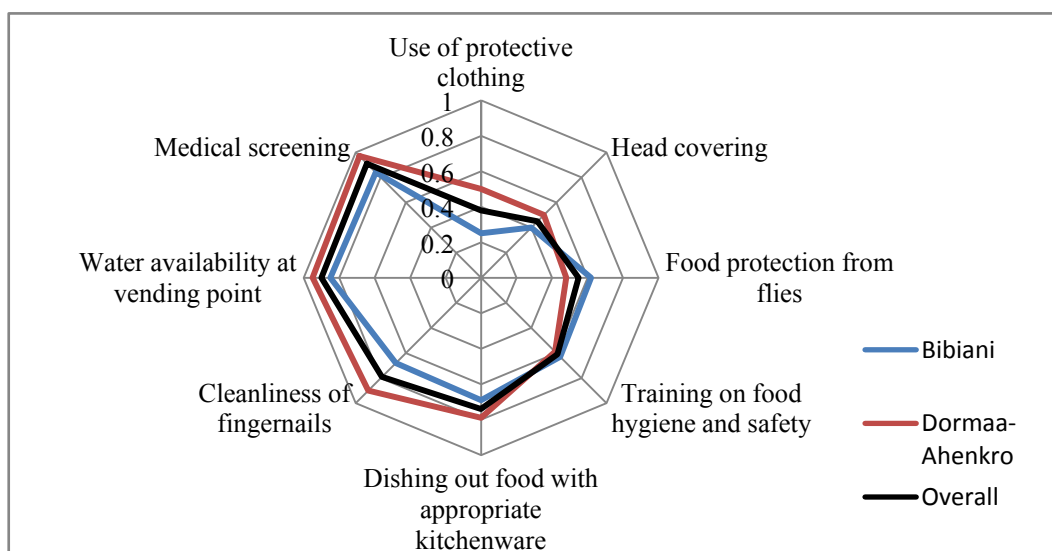 Use of protective
clothing
1
0.8
0.6
0.4
0.2
0
Head covering
Food protection from
flies
Training on food
hygiene and safety
Dishing out food with
appropriate
kitchenware
Cleanliness of
fingernails
Water availability at
vending point
Medical screening
Bibiani
Dormaa-
Ahenkro
Overall